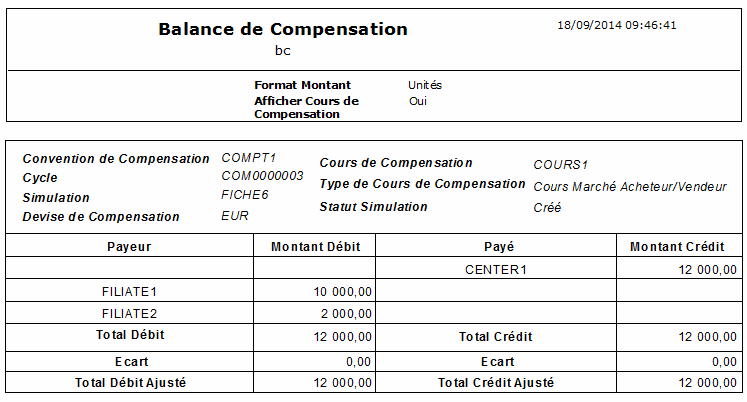 Balance de Compensation 18/09/2014 09:46:41
bc
Format Montant Unités
Afficher Cours de Oui
Compensation
Convention de Compensation COMPT1 Cours de Compensation COURS1
Cycle COM0000003 Type de Cours de Compensation Cours Marché Acheteur/Vendeur
Simulation FICHE6 Statut Simulation Créé
Devise de Compensation EUR
Payeur Montant Débit Payé Montant Crédit
CENTER1 12 000,00
FILIATE1 10 000,00
FILIATE2 2 000,00
Total Débit 12 000,00 Total Crédit 12 000,00
Ecart 0,00 Ecart 0,00
Total Débit Ajusté 12 000,00 Total Crédit Ajusté 12 000,00